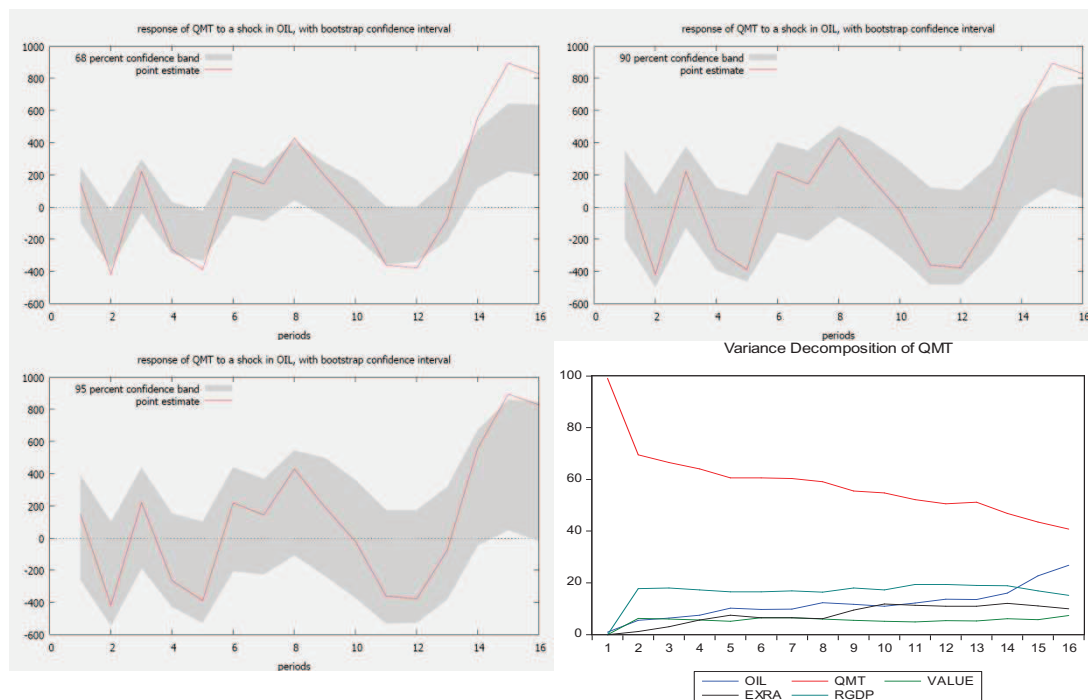 response of QMT to a shock in OIL, with bootstrap confidence interval
1000
800
600
400
200
0
-200
-400
-600
68 percent confidence band
point estimate
0 2 4 6 8 10 12 14 16
periods
response of QMT to a shock in OIL, with bootstrap confidence interval
1000
800
600
400
200
0
-200
-400
-600
90 percent confidence band
point estimate
0 2 4 6 8 10 12 14 16
periods
response of QMT to a shock in OIL, with bootstrap confidence interval
1000
800
600
400
200
0
-200
-400
-600
95 percent confidence band
point estimate
0 2 4 6 8 10 12 14 16
periods
Variance Decomposition of QMT
100
80
60
40
20
0
1 2 3 4 5 6 7 8 9 10 11 12 13 14 15 16
OIL QMT VALUE
EXRA RGDP